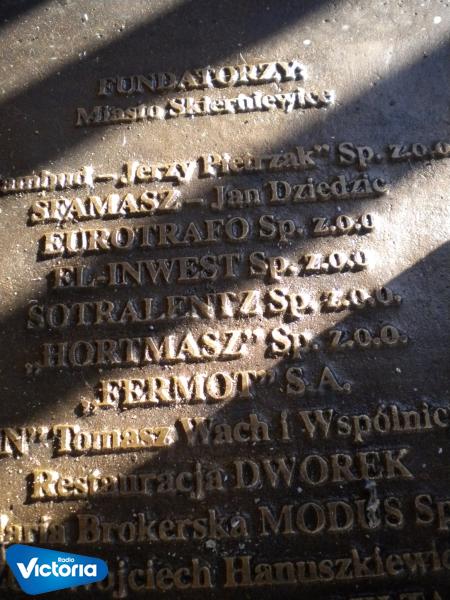 FUNDATORZY:
Miasto Skierniewice
– Jerzy Pietrzak" Sp. z.o.o
SFAMASZ – Jan Dziedzic
EUROTRAFO Sp. z.o.o
EL-INWEST Sp. z.o.o
SOTRALENTZ Sp. z.o.o.
„HORTMASZ" Sp. z.o.o.
„FERMOT" S.A.
N" Tomasz Wach i Wspólnic
Restauracja DWOREK
Brokerska MODUS Sp
Wojciech Hanuszkiewic
Radio
Victoria